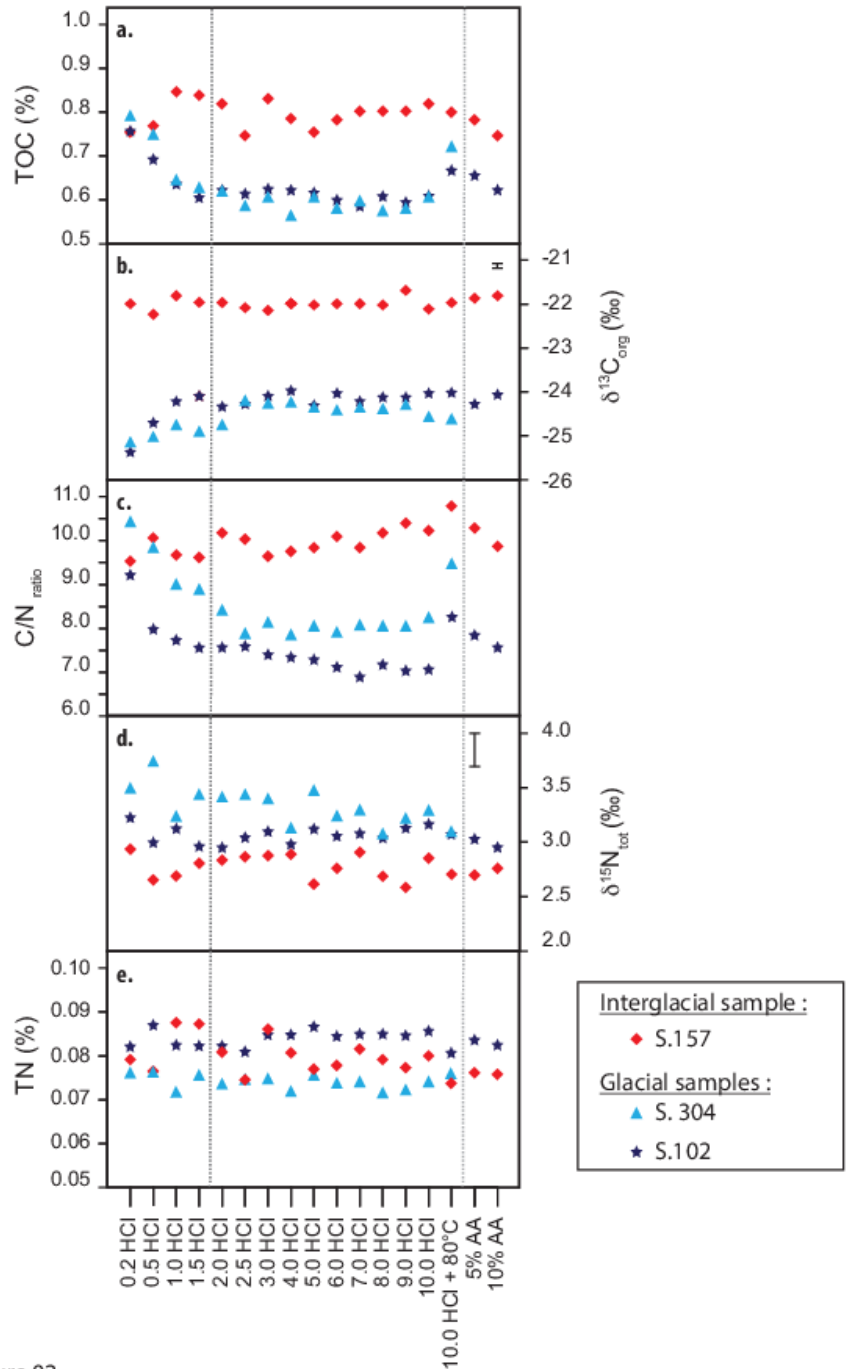 a.
1.0
0.9
0.8
0.7
0.6
0.5
TOC (%)
b.
-21
-22
-23
-24
-25
-26
δ13Corg (‰)
c.
11.0
10.0
9.0
8.0
7.0
6.0
C/N ratio
d.
4.0
3.5
3.0
2.5
2.0
δ15Ntot (‰)
e.
0.10
0.09
0.08
0.07
0.06
0.05
TN (%)
0.2 HCl
0.5 HCl
1.0 HCl
1.5 HCl
2.0 HCl
2.5 HCl
3.0 HCl
4.0 HCl
5.0 HCl
6.0 HCl
7.0 HCl
8.0 HCl
9.0 HCl
10.0 HCl
10.0 HCl + 80°C
5% AA
10% AA
Interglacial sample :
S.157
Glacial samples :
S. 304
S.102